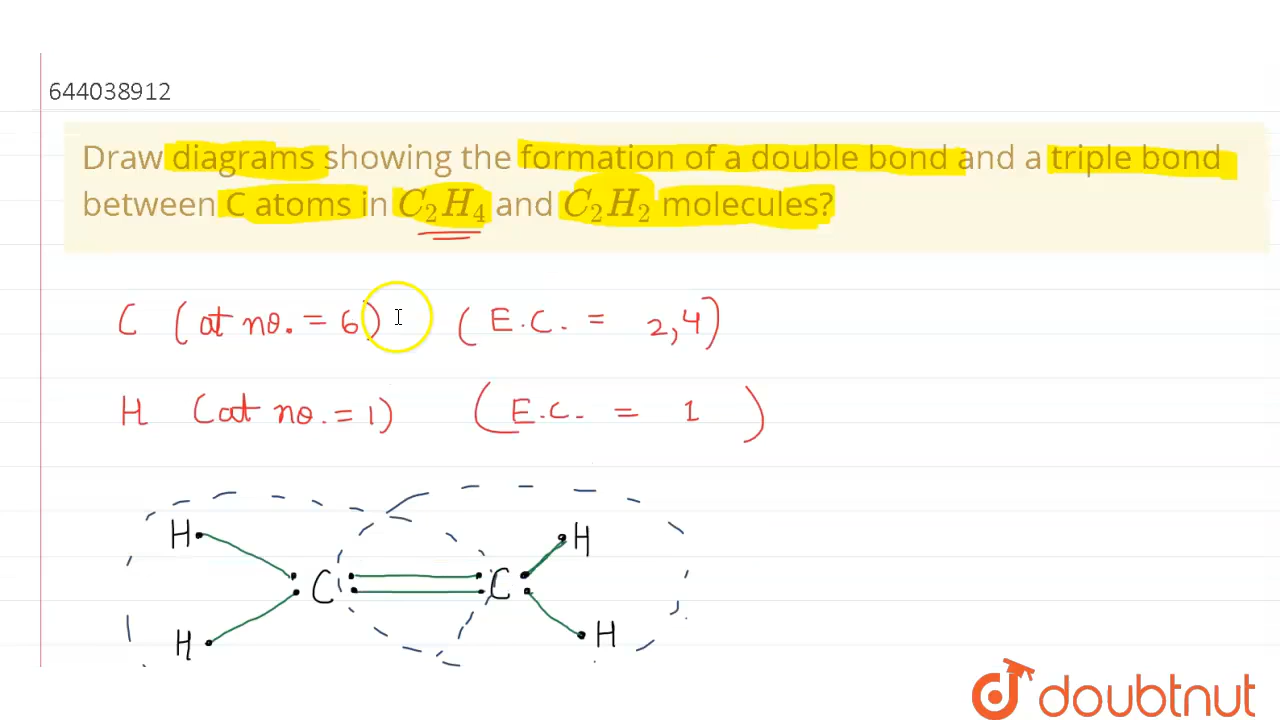 644038912
Draw diagrams showing the formation of a double bond and a triple bond
between C atoms in C₂H₄ and C₂H₂ molecules?
C (at no. = 6) (E.C. = 2,4)
H (at no. = 1) (E.C. = 1 )
H H
C C
H H
doubtnut